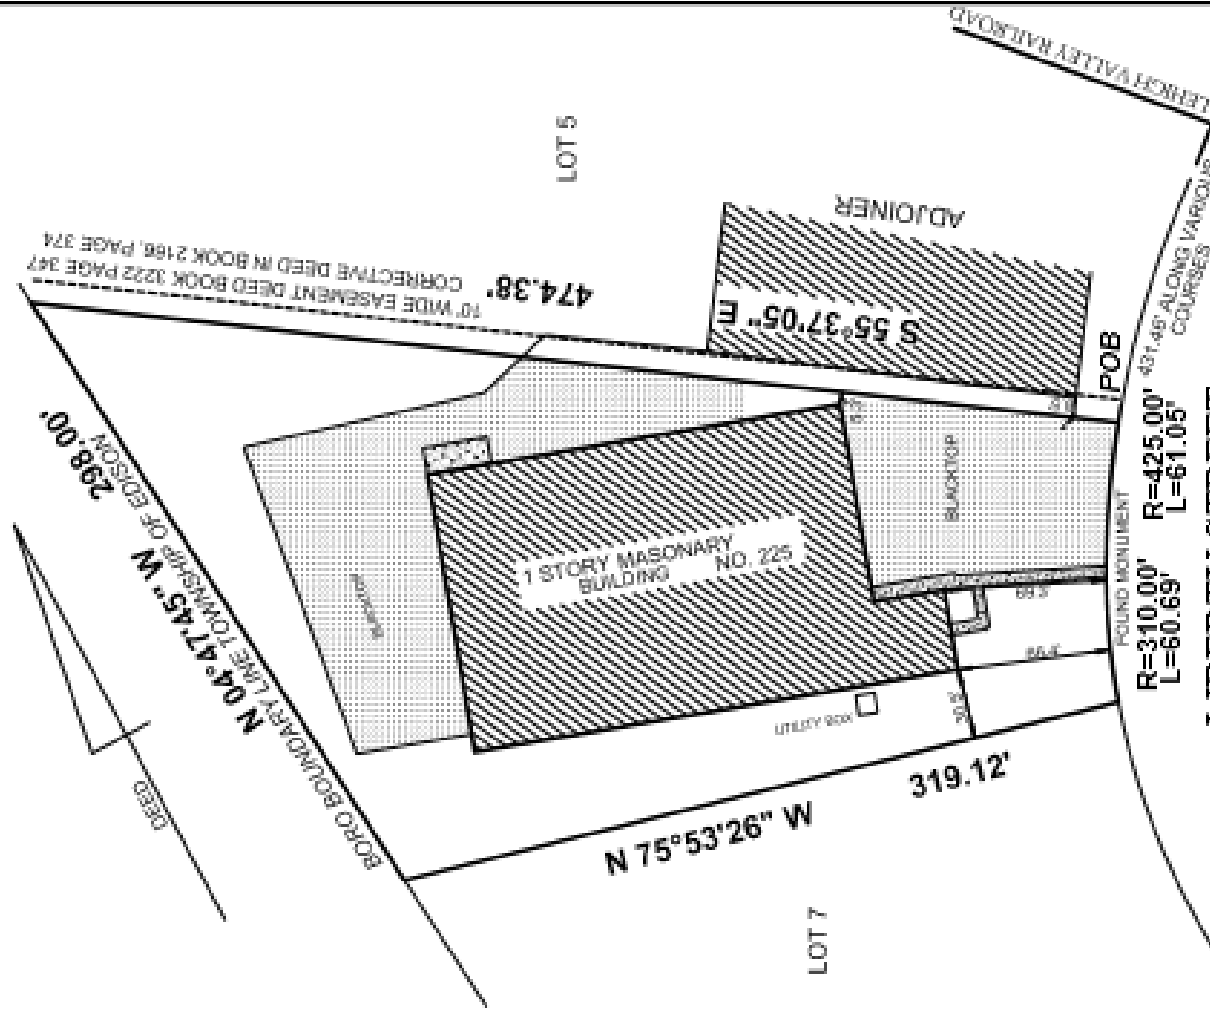 LEHIGH VALLEY RAILROAD
LOT 5
ADJOINER
CORRECTIVE DEED IN BOOK 2166, PAGE 374
10' WIDE EASEMENT DEED BOOK 3222 PAGE 347
474.38'
S 55°37'05" E
POB
431.46' ALONG VARIOUS
COURSES
298.00'
N 04°47'45" W
BORO BOUNDARY LINE TOWNSHIP OF EDISON
BLACKTOP
BLACKTOP
1 STORY MASONARY
BUILDING NO. 225
FOUND MONUMENT
R=425.00'
L=61.05'
R=310.00'
L=60.69'
UTILITY BOX
DEED
319.12'
N 75°53'26" W
LOT 7